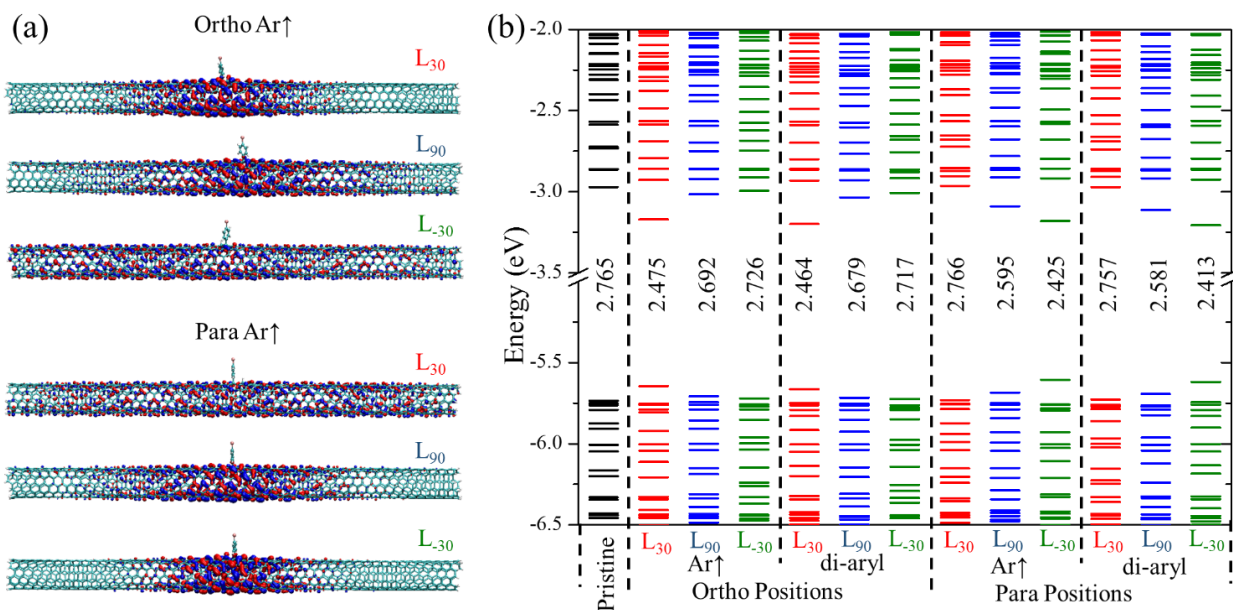 (a)
Ortho Ar↑
L30
L90
L-30
Para Ar↑
L30
L90
L-30
(b)
Energy (eV)
-2.0
-2.5
-3.0
-3.5
-5.5
-6.0
-6.5
2.765
2.475
2.692
2.726
2.464
2.679
2.717
2.766
2.595
2.425
2.757
2.581
2.413
Pristine
L30 L90 L-30 L30 L90 L-30 L30 L90 L-30 L30 L90 L-30
Ar↑ di-aryl Ar↑ di-aryl
Ortho Positions Para Positions